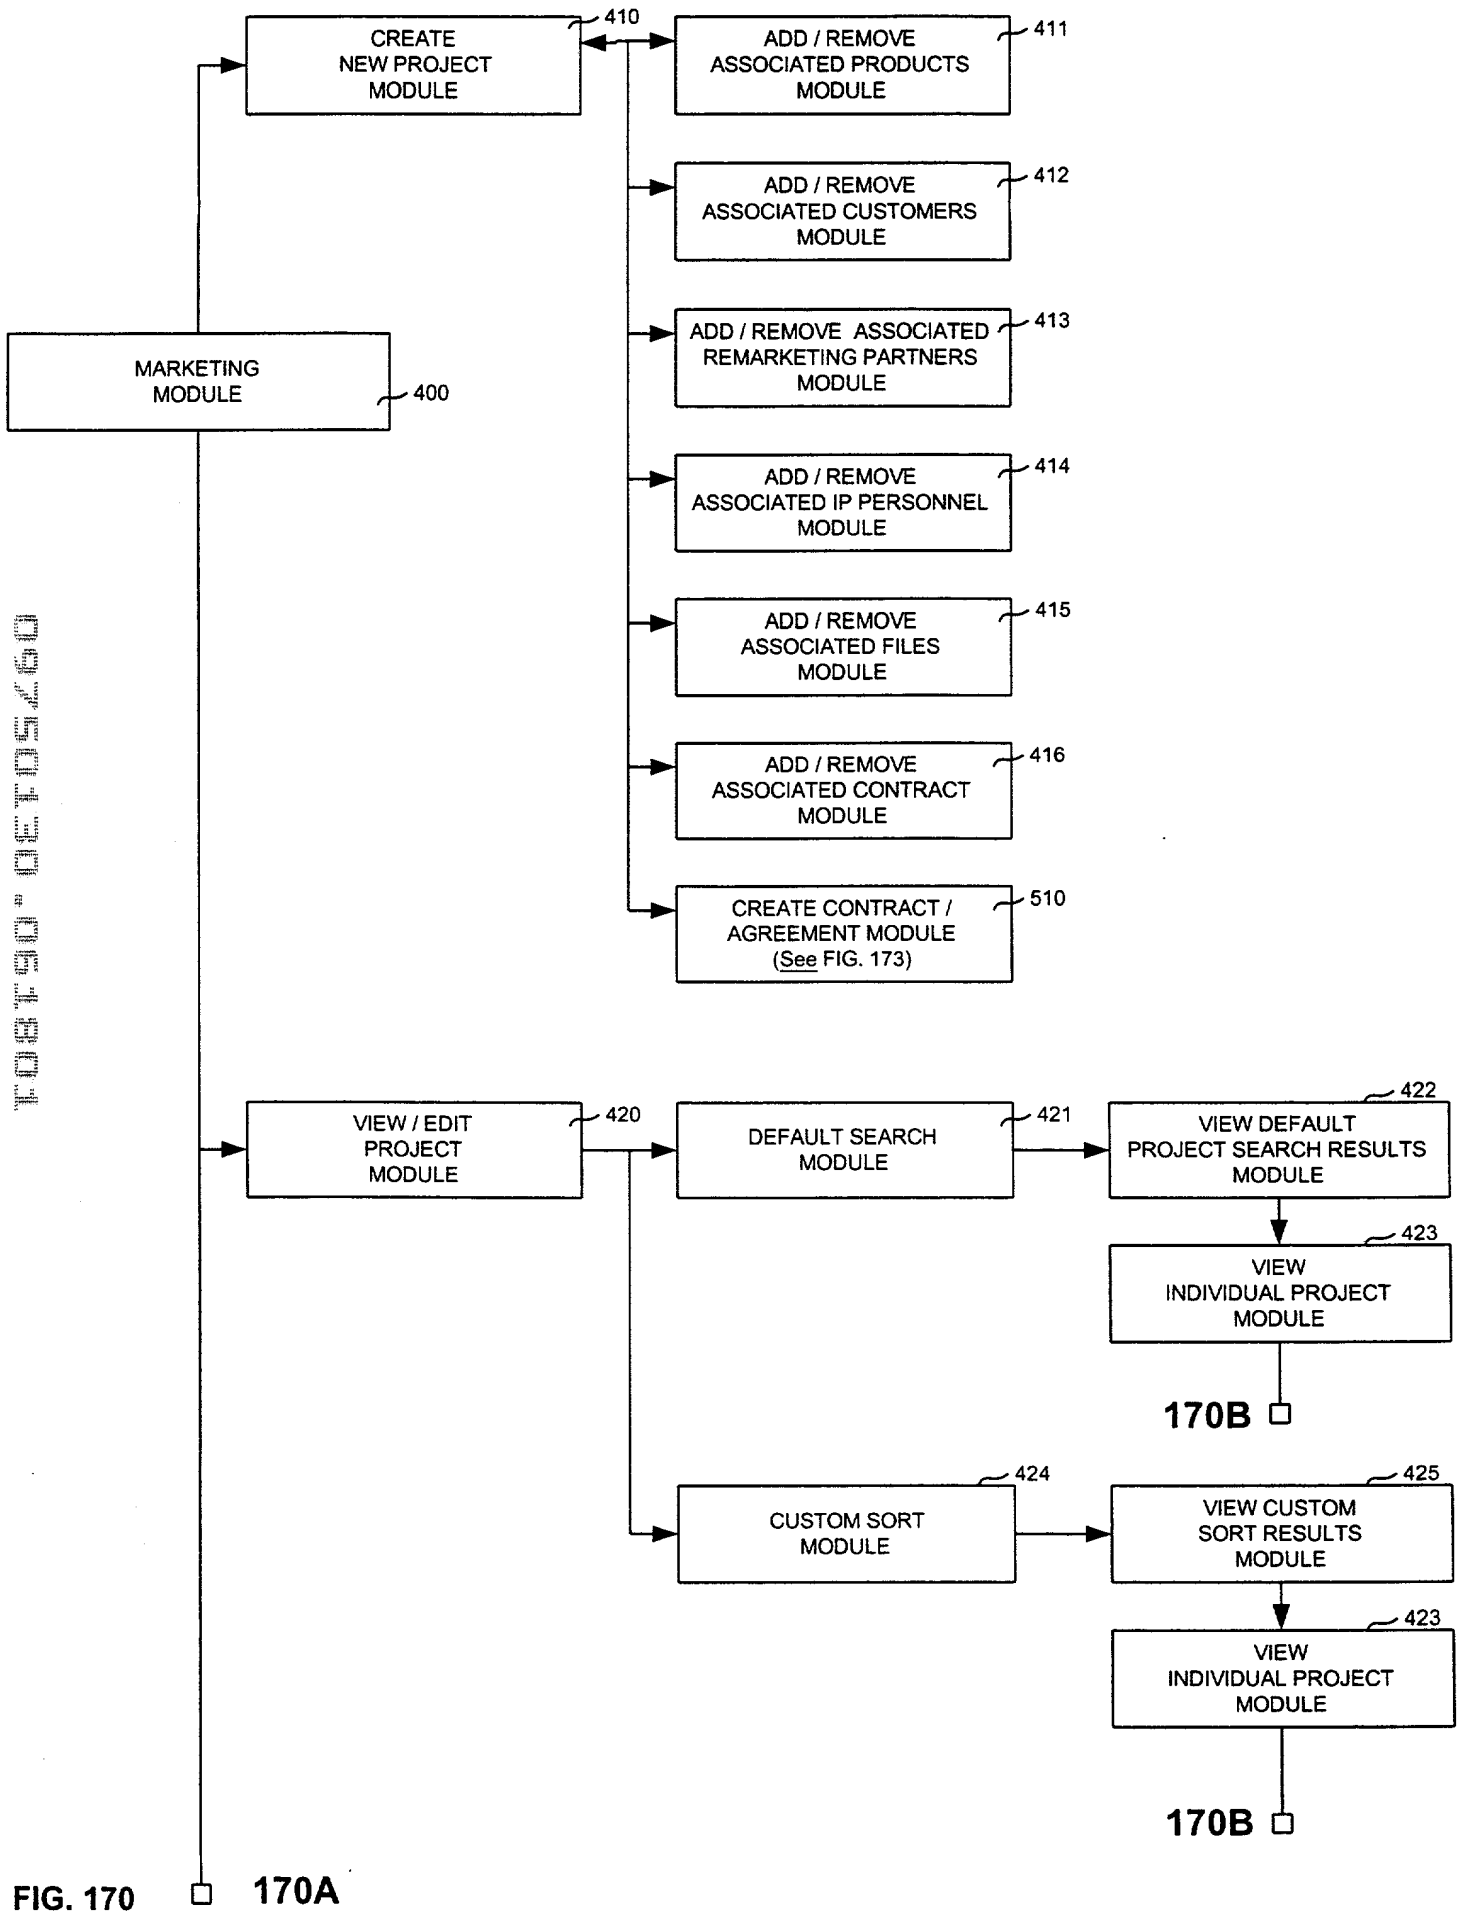 410
CREATE
NEW PROJECT
MODULE
411
ADD / REMOVE
ASSOCIATED PRODUCTS
MODULE
412
ADD / REMOVE
ASSOCIATED CUSTOMERS
MODULE
413
ADD / REMOVE ASSOCIATED
REMARKETING PARTNERS
MODULE
MARKETING
MODULE
400
414
ADD / REMOVE
ASSOCIATED IP PERSONNEL
MODULE
415
ADD / REMOVE
ASSOCIATED FILES
MODULE
416
ADD / REMOVE
ASSOCIATED CONTRACT
MODULE
510
CREATE CONTRACT /
AGREEMENT MODULE
(See FIG. 173)
420
VIEW / EDIT
PROJECT
MODULE
421
DEFAULT SEARCH
MODULE
422
VIEW DEFAULT
PROJECT SEARCH RESULTS
MODULE
423
VIEW
INDIVIDUAL PROJECT
MODULE
170B
424
CUSTOM SORT
MODULE
425
VIEW CUSTOM
SORT RESULTS
MODULE
423
VIEW
INDIVIDUAL PROJECT
MODULE
170B
FIG. 170
170A